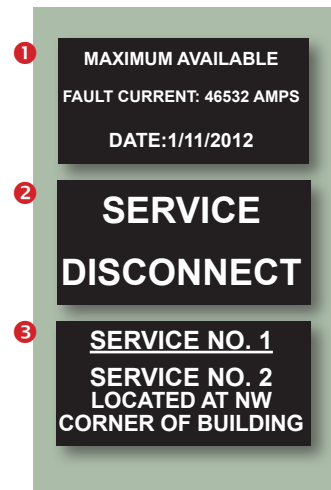 1
MAXIMUM AVAILABLE
FAULT CURRENT: 46532 AMPS
DATE:1/11/2012
2
SERVICE
DISCONNECT
3
SERVICE NO. 1
SERVICE NO. 2
LOCATED AT NW
CORNER OF BUILDING